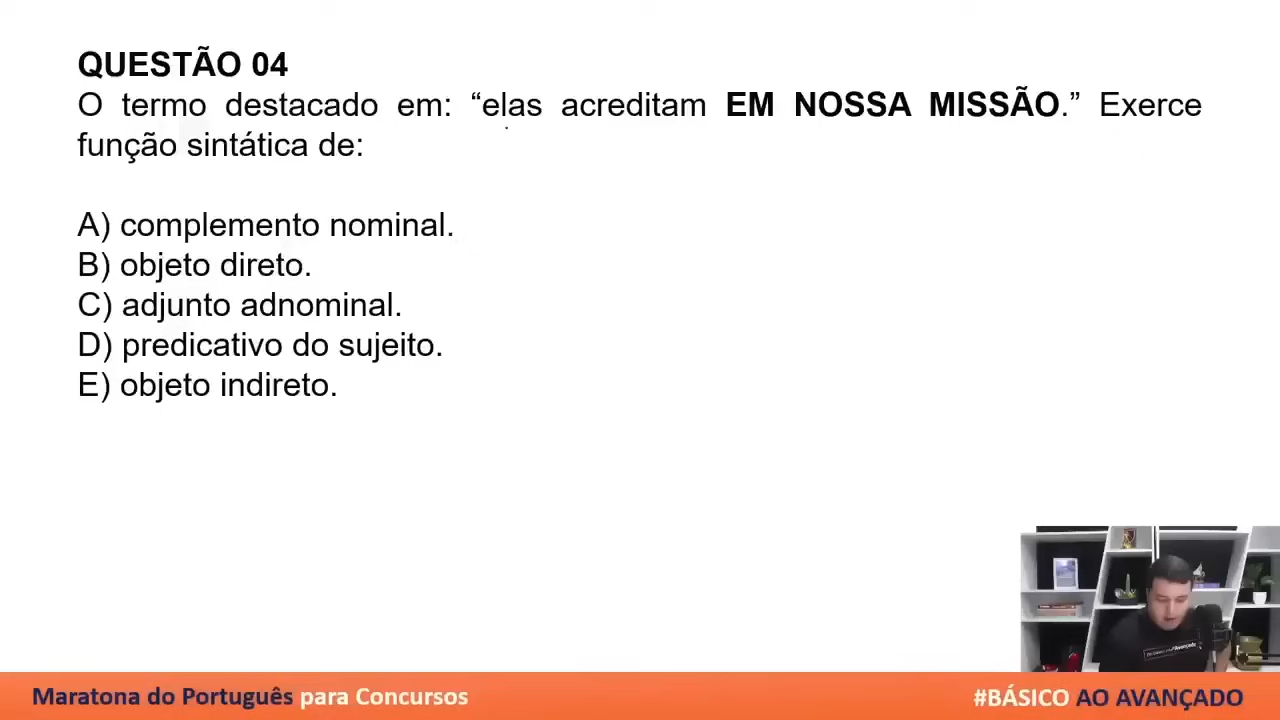 QUESTÃO 04
O termo destacado em: “elas acreditam EM NOSSA MISSÃO.” Exerce
função sintática de:
A) complemento nominal.
B) objeto direto.
C) adjunto adnominal.
D) predicativo do sujeito.
E) objeto indireto.
Maratona do Português para Concursos
#BÁSICO AO AVANÇADO